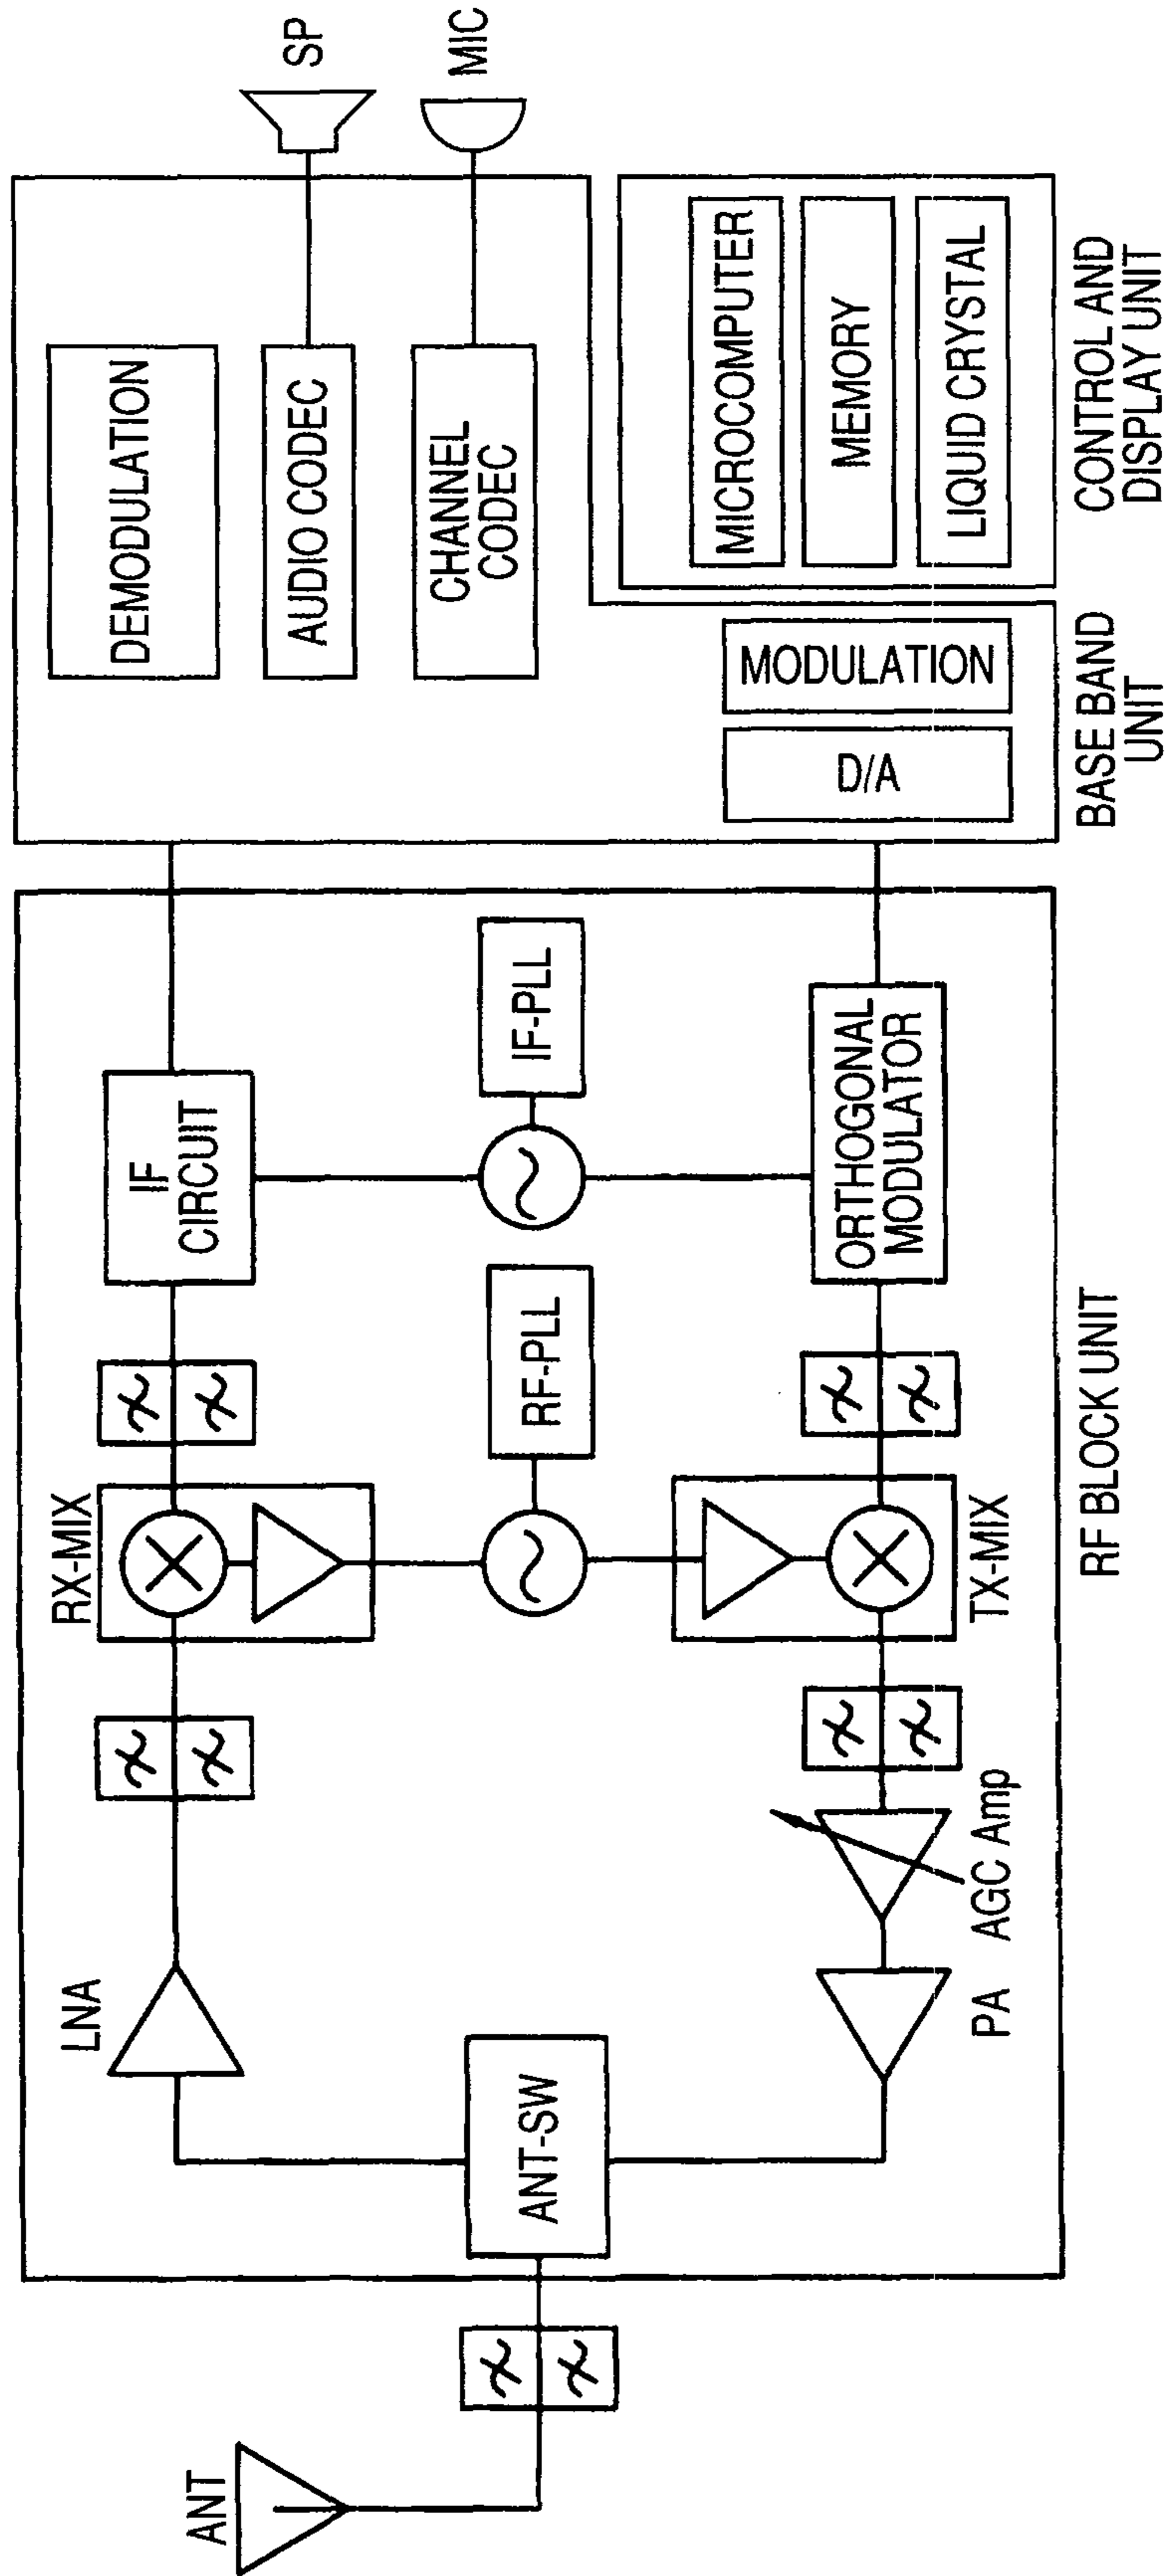 ANT
ANT-SW
LNA
RX-MIX
IF
CIRCUIT
RF-PLL
IF-PLL
PA
AGC Amp
TX-MIX
ORTHOGONAL
MODULATOR
RF BLOCK UNIT
DEMODULATION
AUDIO CODEC
CHANNEL
CODEC
SP
MIC
D/A
MODULATION
BASE BAND
UNIT
MICROCOMPUTER
MEMORY
LIQUID CRYSTAL
CONTROL AND
DISPLAY UNIT